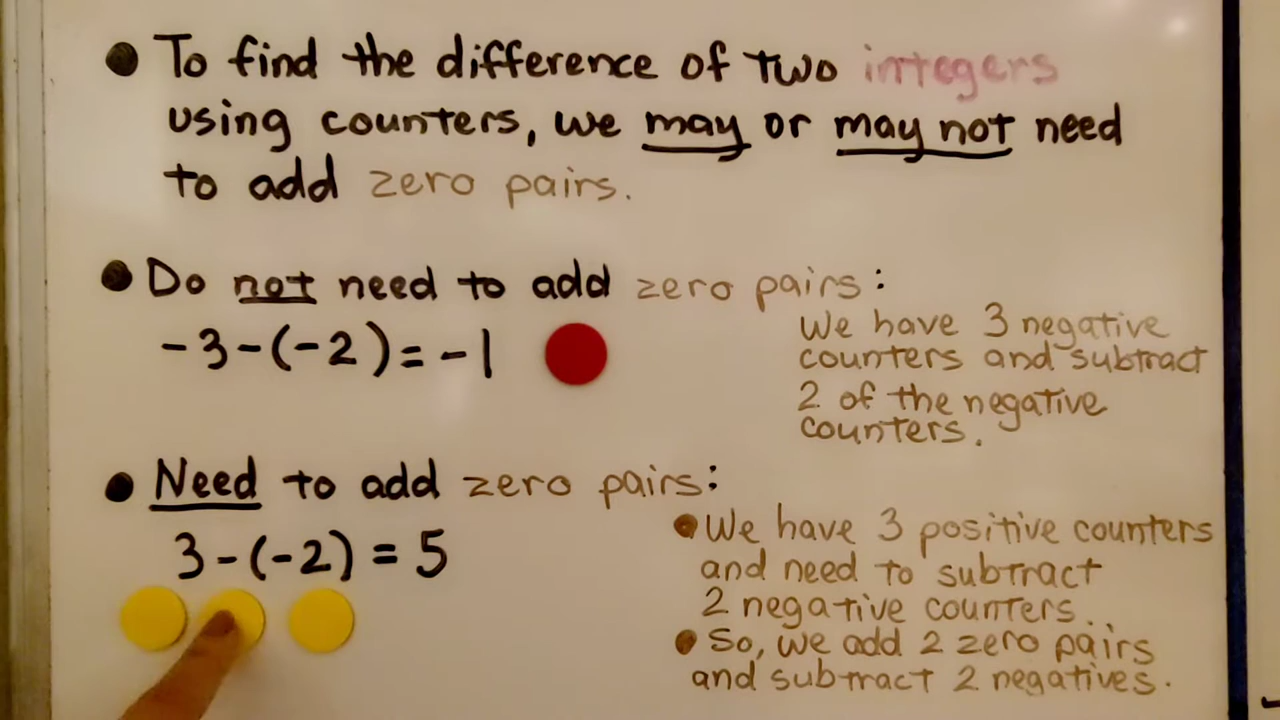 • To find the difference of two integers
using counters, we may or may not need
to add zero pairs.
• Do not need to add zero pairs:
-3-(-2)=-1
We have 3 negative
counters and subtract
2 of the negative
counters.
• Need to add zero pairs:
3-(-2)=5
• We have 3 positive counters
and need to subtract
2 negative counters..
• So, we add 2 zero pairs
and subtract 2 negatives.